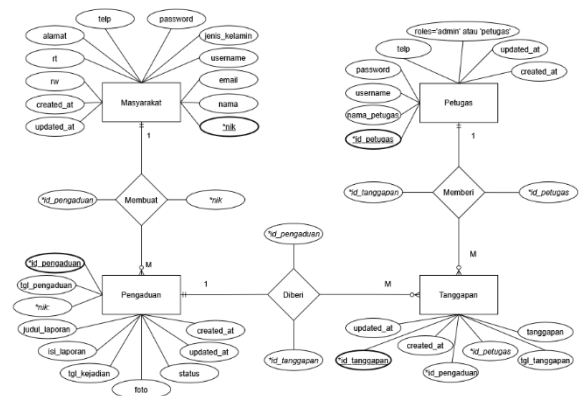 telp
password
alamat
jenis_kelamin
rt
username
rw
email
created_at
nama
updated_at
*nik
Masyarakat
roles='admin' atau 'petugas'
telp
updated_at
password
created_at
username
nama_petugas
*id_petugas
Petugas
1
1
*id_pengaduan
Membuat
*nik
*id_tanggapan
Memberi
*id_petugas
M
M
*id_pengaduan
*id_pengaduan
tgl_pengaduan
*nik:
Pengaduan
1
Diberi
M
Tanggapan
judul_laporan
isi_laporan
tgl_kejadian
foto
status
updated_at
created_at
*id_tanggapan
updated_at
*id_tanggapan
created_at
*id_pengaduan
*id_petugas
tgl_tanggapan
tanggapan